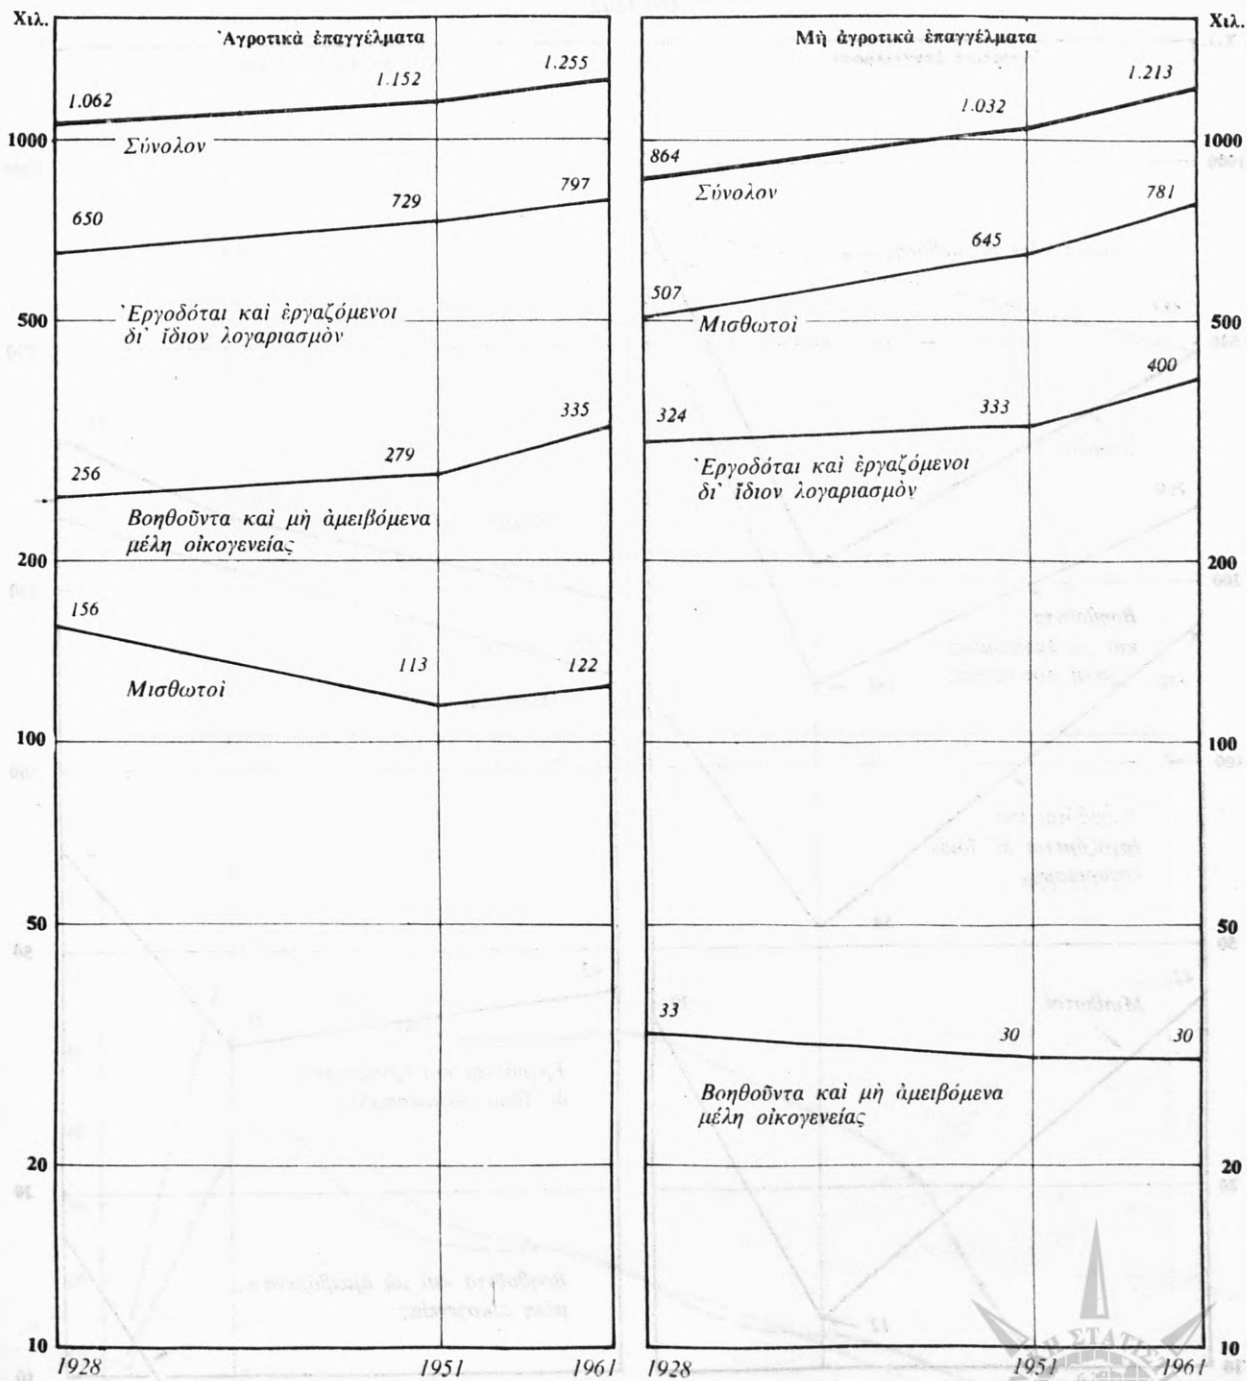 Χιλ.
Ἀγροτικὰ ἐπαγγέλματα
1.062
1.152
1.255
1000
Σύνολον
650
729
797
500
Ἐργοδόται καὶ ἐργαζόμενοι
δι' ἴδιον λογαριασμὸν
256
279
335
Βοηθοῦντα καὶ μὴ ἀμειβόμενα
μέλη οἰκογενείας
200
156
113
122
Μισθωτοὶ
100
50
20
10
1928
1951
1961
Μὴ ἀγροτικὰ ἐπαγγέλματα
Χιλ.
864
1.032
1.213
1000
Σύνολον
507
645
781
Μισθωτοὶ
500
324
333
400
Ἐργοδόται καὶ ἐργαζόμενοι
δι' ἴδιον λογαριασμὸν
200
100
50
33
30
30
Βοηθοῦντα καὶ μὴ ἀμειβόμενα
μέλη οἰκογενείας
20
10
1928
1951
1961